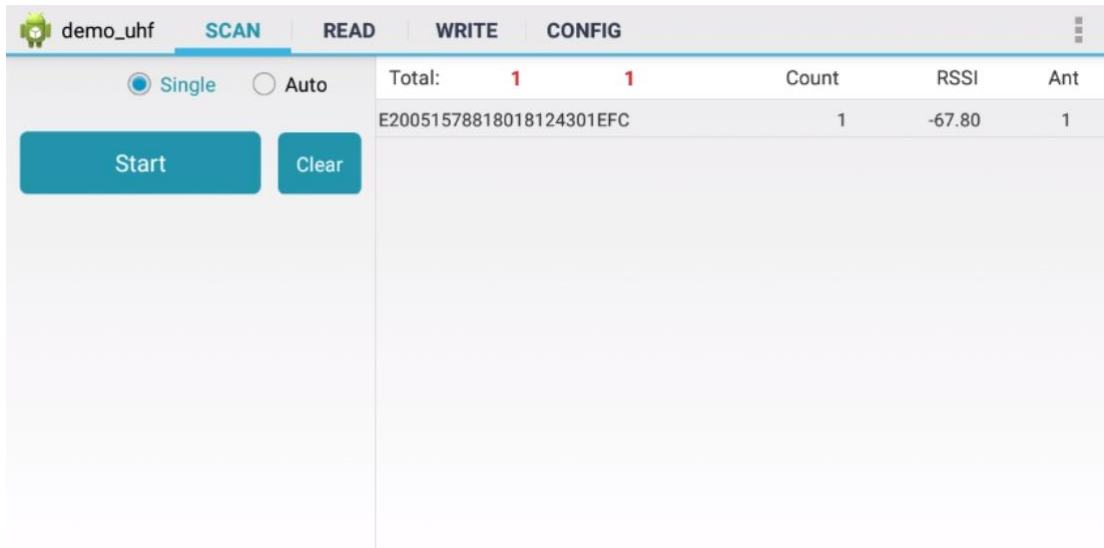 demo_uhf SCAN READ WRITE CONFIG
Single Auto
Start Clear
Total: 1 1 Count RSSI Ant
E20051578818018124301EFC 1 -67.80 1